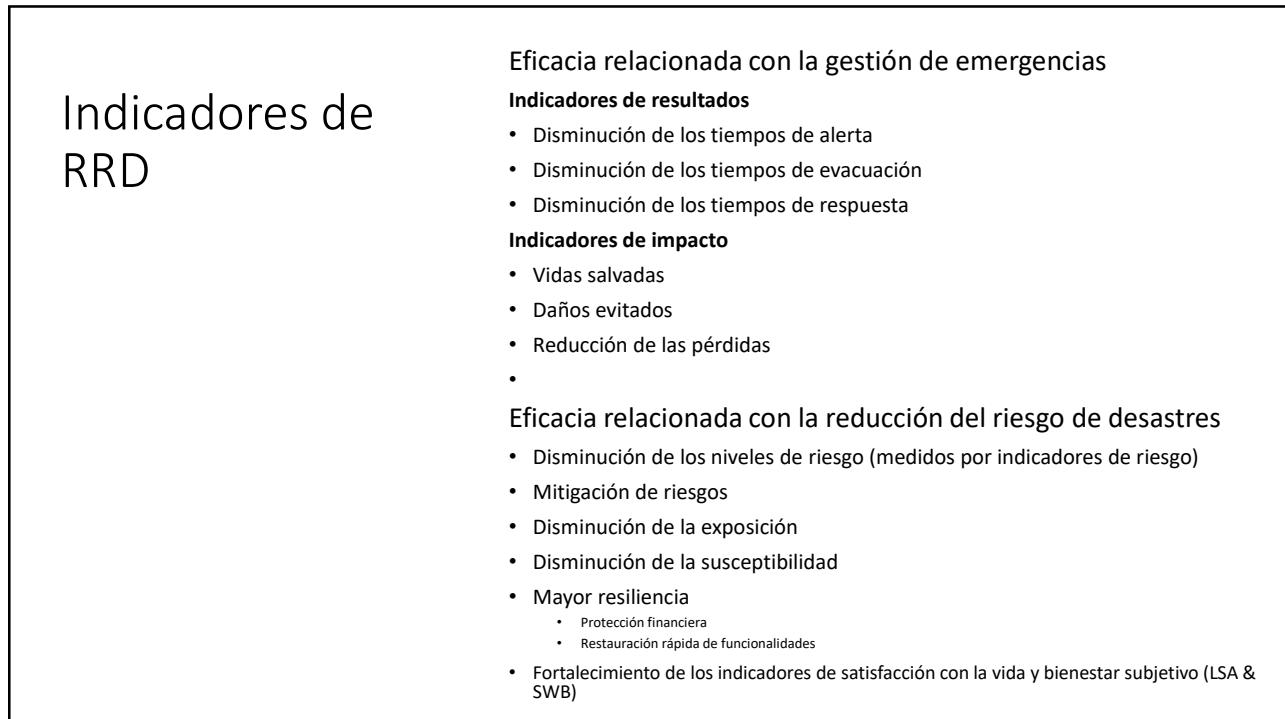 Indicadores de
RRD
Eficacia relacionada con la gestión de emergencias
Indicadores de resultados
• Disminución de los tiempos de alerta
• Disminución de los tiempos de evacuación
• Disminución de los tiempos de respuesta
Indicadores de impacto
• Vidas salvadas
• Daños evitados
• Reducción de las pérdidas
•
Eficacia relacionada con la reducción del riesgo de desastres
• Disminución de los niveles de riesgo (medidos por indicadores de riesgo)
• Mitigación de riesgos
• Disminución de la exposición
• Disminución de la susceptibilidad
• Mayor resiliencia
• Protección financiera
• Restauración rápida de funcionalidades
• Fortalecimiento de los indicadores de satisfacción con la vida y bienestar subjetivo (LSA &
SWB)